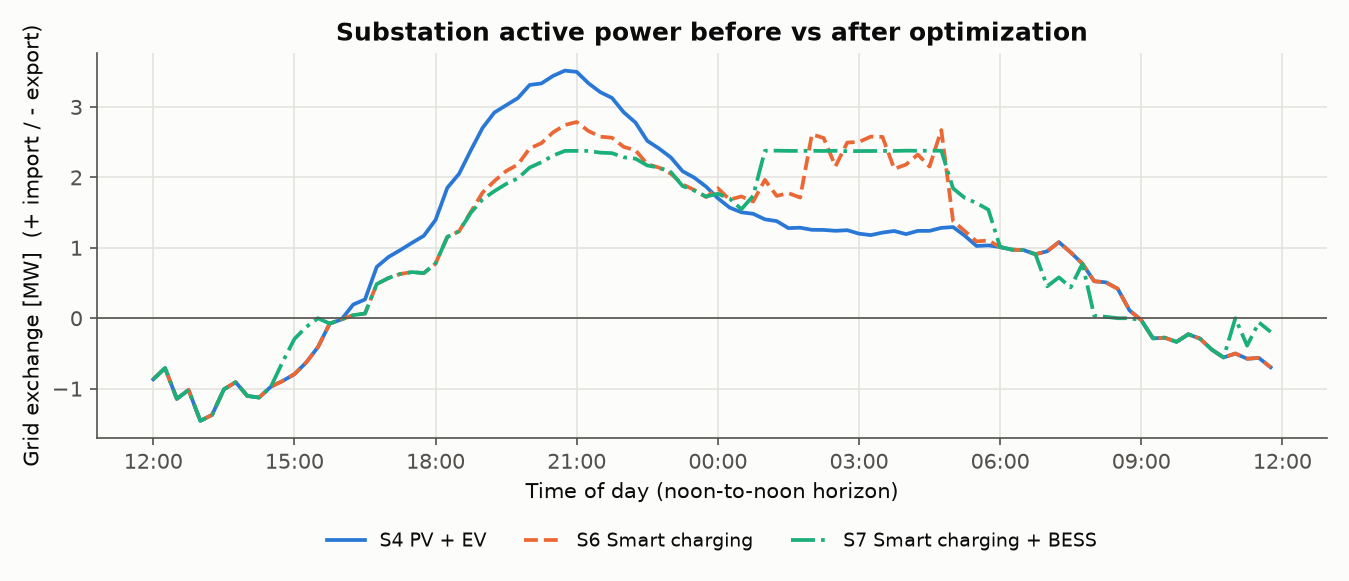 Substation active power before vs after optimization
Grid exchange [MW]  (+ import / - export)
3
2
1
0
−1
12:00
15:00
18:00
21:00
00:00
03:00
06:00
09:00
12:00
Time of day (noon-to-noon horizon)
S4 PV + EV
S6 Smart charging
S7 Smart charging + BESS